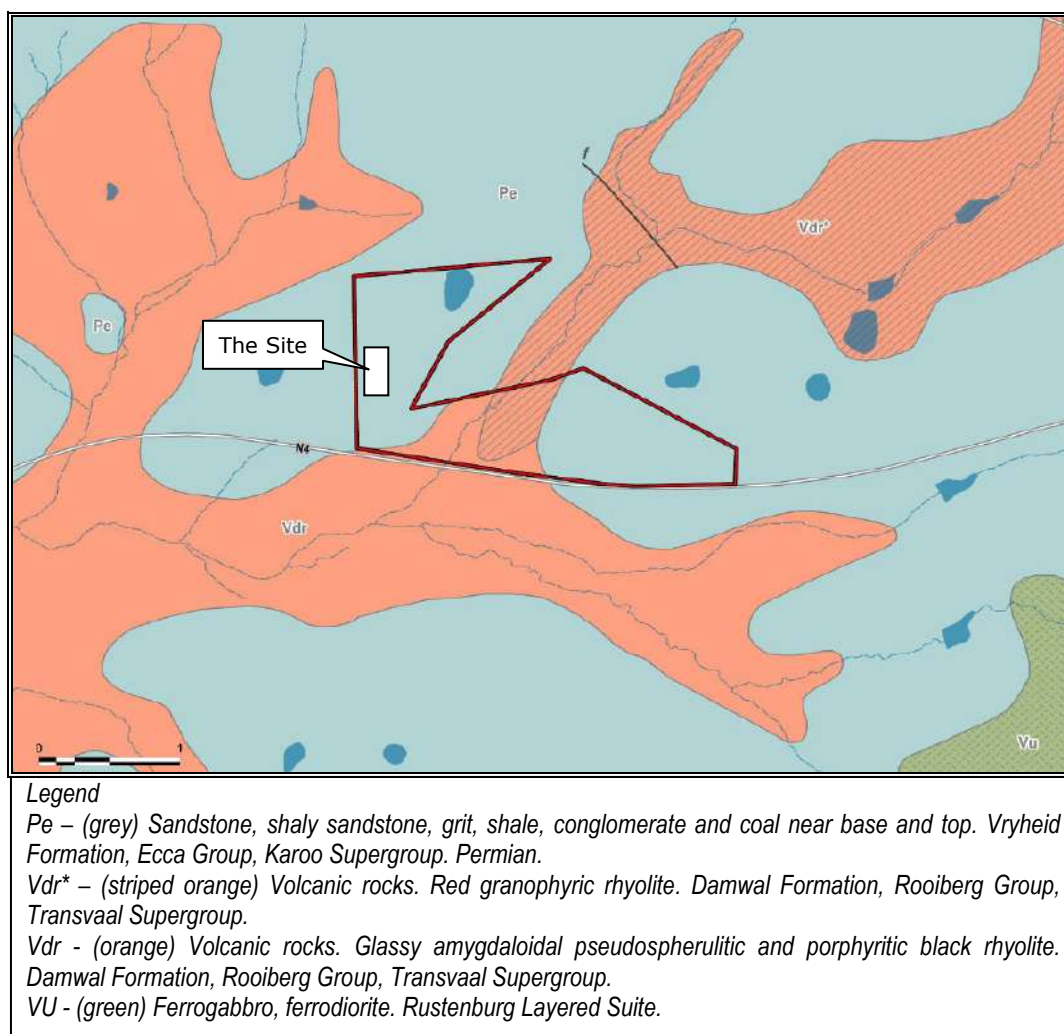 f
Pe
Vdr*
Pe
The Site
N4
Vdr
Vu
0 1
Legend
Pe – (grey) Sandstone, shaly sandstone, grit, shale, conglomerate and coal near base and top. Vryheid
Formation, Ecca Group, Karoo Supergroup. Permian.
Vdr* – (striped orange) Volcanic rocks. Red granophyric rhyolite. Damwal Formation, Rooiberg Group,
Transvaal Supergroup.
Vdr - (orange) Volcanic rocks. Glassy amygdaloidal pseudospherulitic and porphyritic black rhyolite.
Damwal Formation, Rooiberg Group, Transvaal Supergroup.
VU - (green) Ferrogabbro, ferrodiorite. Rustenburg Layered Suite.